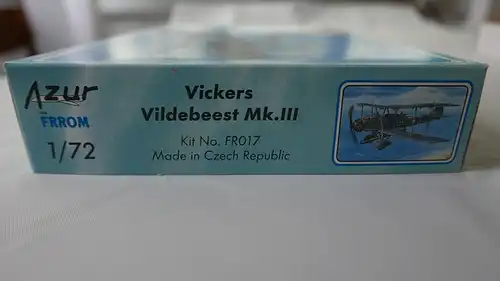 Azur
FRROM
1/72
Vickers
Vildebeest Mk.III
Kit No. FR017
Made in Czech Republic